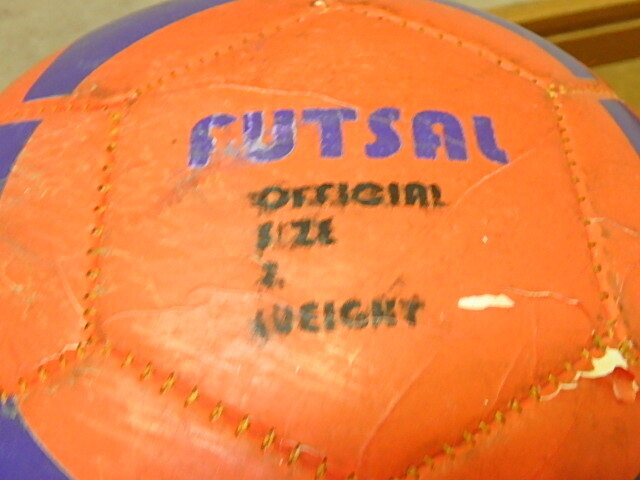 FUTSAL
OFFICIAL
SIZE
&
WEIGHT